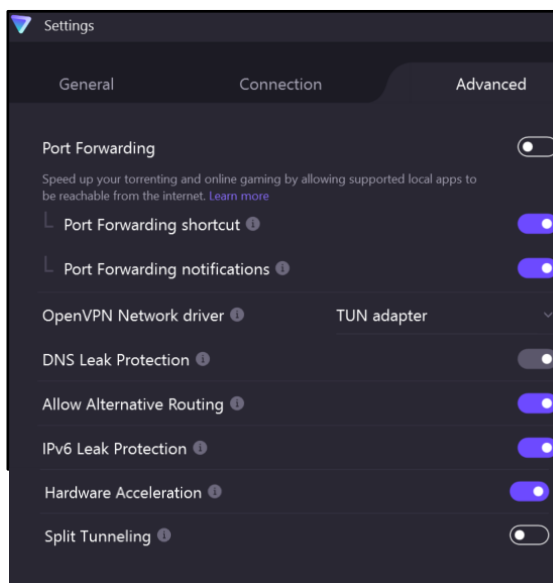 Settings
General
Connection
Advanced
Port Forwarding
Speed up your torrenting and online gaming by allowing supported local apps to
be reachable from the internet. Learn more
Port Forwarding shortcut
Port Forwarding notifications
OpenVPN Network driver
TUN adapter
DNS Leak Protection
Allow Alternative Routing
IPv6 Leak Protection
Hardware Acceleration
Split Tunneling